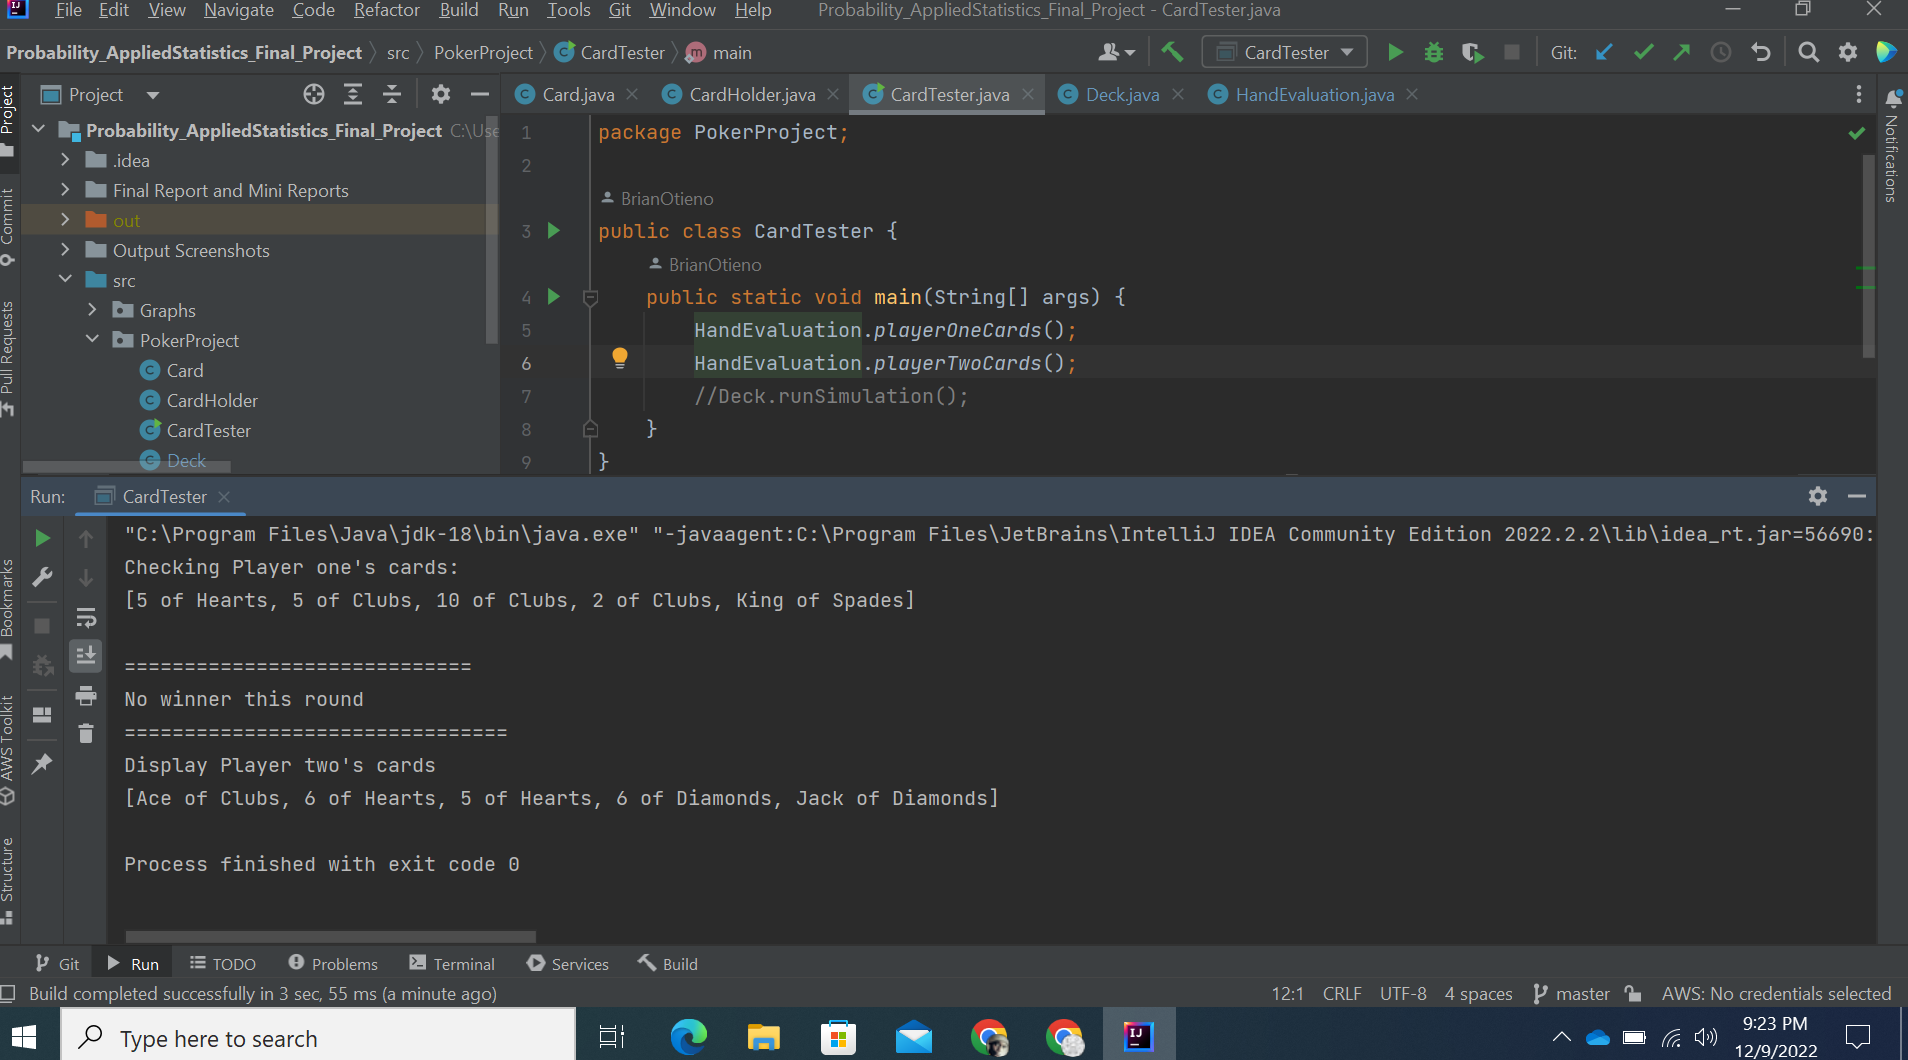 File Edit View Navigate Code Refactor Build Run Tools Git Window Help Probability_AppliedStatistics_Final_Project - CardTester.java
Probability_AppliedStatistics_Final_Project src PokerProject CardTester main CardTester Git:
Project
Card.java CardHolder.java CardTester.java Deck.java HandEvaluation.java
Probability_AppliedStatistics_Final_Project C:\Use
.idea
Final Report and Mini Reports
out
Output Screenshots
src
Graphs
PokerProject
Card
CardHolder
CardTester
Deck
1 package PokerProject;
2
BrianOtieno
3 public class CardTester {
BrianOtieno
4 public static void main(String[] args) {
5 HandEvaluation.playerOneCards();
6 HandEvaluation.playerTwoCards();
7 //Deck.runSimulation();
8 }
9 }
Project
Commit
Pull Requests
Bookmarks
AWS Toolkit
Structure
Notifications
Run: CardTester
"C:\Program Files\Java\jdk-18\bin\java.exe" "-javaagent:C:\Program Files\JetBrains\IntelliJ IDEA Community Edition 2022.2.2\lib\idea_rt.jar=56690:
Checking Player one's cards:
[5 of Hearts, 5 of Clubs, 10 of Clubs, 2 of Clubs, King of Spades]
=============================
No winner this round
================================
Display Player two's cards
[Ace of Clubs, 6 of Hearts, 5 of Hearts, 6 of Diamonds, Jack of Diamonds]
Process finished with exit code 0
Git Run TODO Problems Terminal Services Build
Build completed successfully in 3 sec, 55 ms (a minute ago) 12:1 CRLF UTF-8 4 spaces master AWS: No credentials selected
Type here to search
9:23 PM
12/9/2022